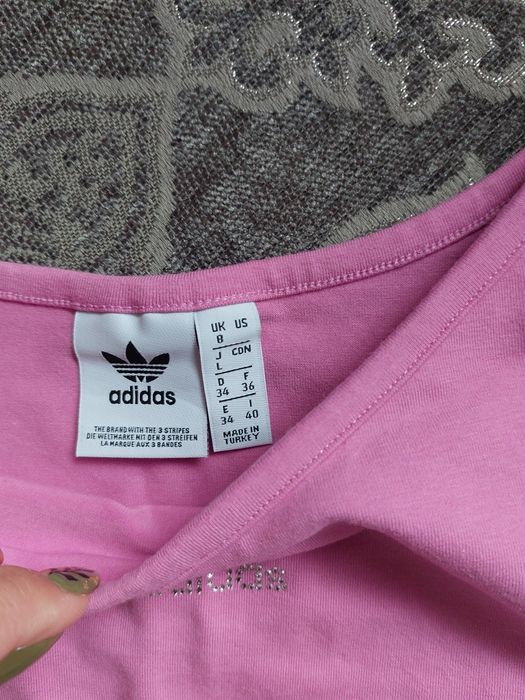 adidas
THE BRAND WITH THE 3 STRIPES
DIE WELTMARKE MIT DEN 3 STREIFEN
LA MARQUE AUX 3 BANDES
UK US
8
J CDN
L
D F
34 36
E I
34 40
MADE IN
TURKEY